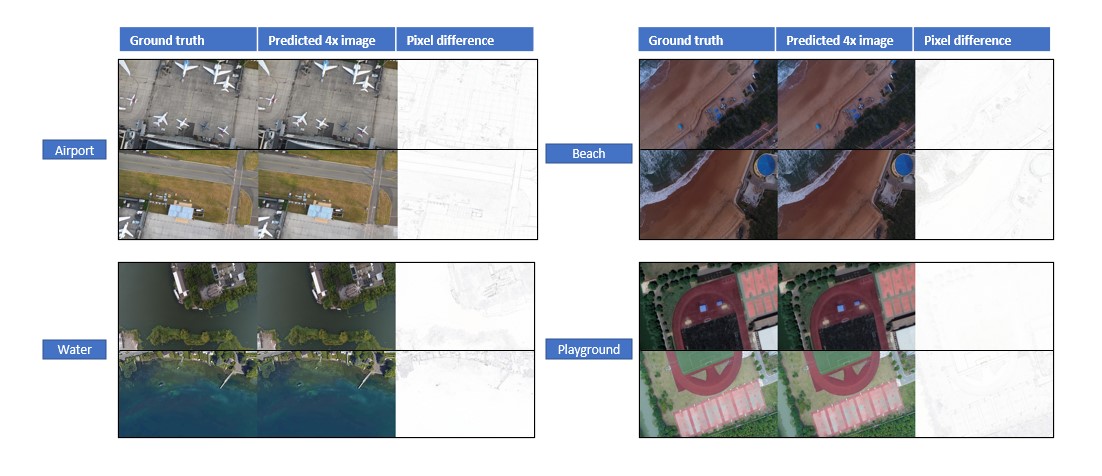 Ground truth Predicted 4x image Pixel difference
Ground truth Predicted 4x image Pixel difference
Airport
Beach
Water
Playground